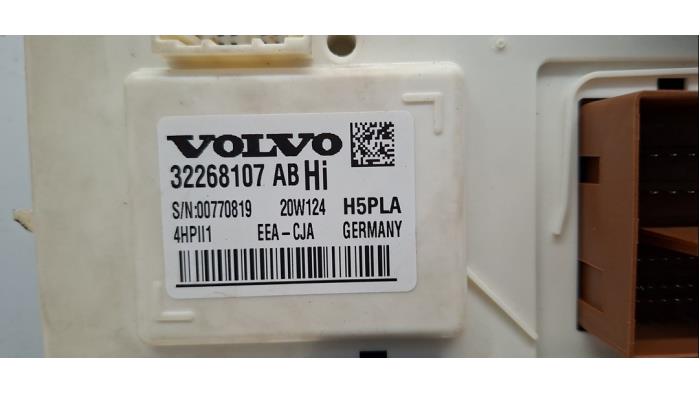 VOLVO
32268107 AB Hi
S/N:00770819 20W124 H5PLA
4HPII1 EEA-CJA GERMANY